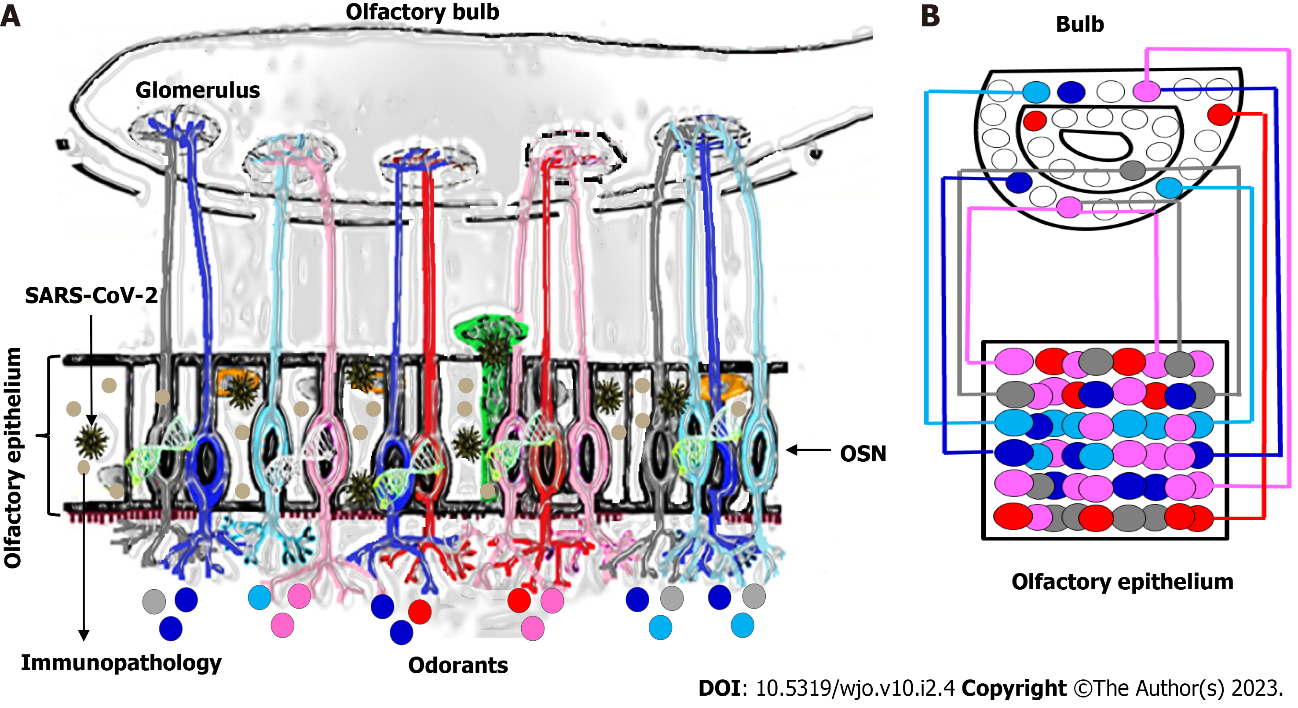 A
Olfactory bulb
Glomerulus
SARS-CoV-2
Olfactory epithelium
OSN
Immunopathology
Odorants
B
Bulb
Olfactory epithelium
DOI: 10.5319/wjo.v10.i2.4 Copyright ©The Author(s) 2023.